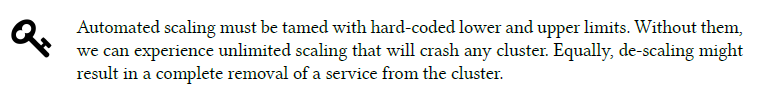 Automated scaling must be tamed with hard-coded lower and upper limits. Without them,
we can experience unlimited scaling that will crash any cluster. Equally, de-scaling might
result in a complete removal of a service from the cluster.